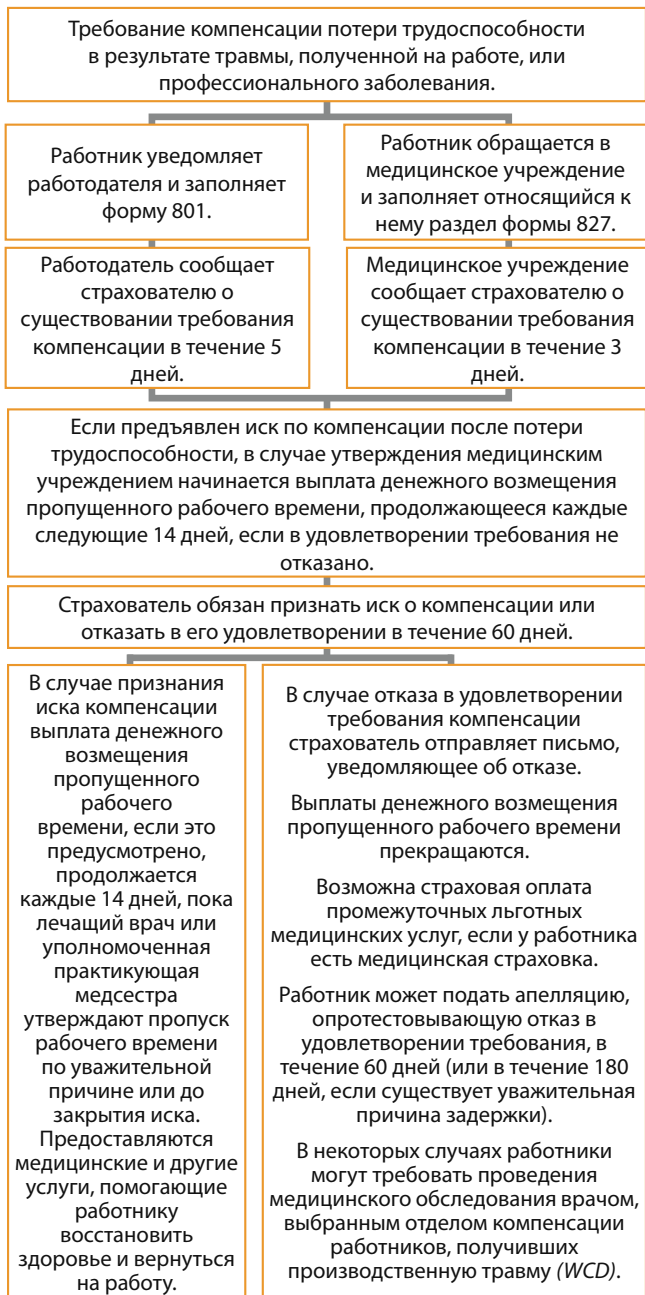 Требование компенсации потери трудоспособности
в результате травмы, полученной на работе, или
профессионального заболевания.
Работник уведомляет
работодателя и заполняет
форму 801.
Работник обращается в
медицинское учреждение
и заполняет относящийся к
нему раздел формы 827.
Работодатель сообщает
страхователю о
существовании требования
компенсации в течение 5
дней.
Медицинское учреждение
сообщает страхователю о
существовании требования
компенсации в течение 3
дней.
Если предъявлен иск по компенсации после потери
трудоспособности, в случае утверждения медицинским
учреждением начинается выплата денежного возмещения
пропущенного рабочего времени, продолжающееся каждые
следующие 14 дней, если в удовлетворении требования не
отказано.
Страхователь обязан признать иск о компенсации или
отказать в его удовлетворении в течение 60 дней.
В случае признания
иска компенсации
выплата денежного
возмещения
пропущенного
рабочего
времени, если это
предусмотрено,
продолжается
каждые 14 дней, пока
лечащий врач или
уполномоченная
практикующая
медсестра
утверждают пропуск
рабочего времени
по уважительной
причине или до
закрытия иска.
Предоставляются
медицинские и другие
услуги, помогающие
работнику
восстановить
здоровье и вернуться
на работу.
В случае отказа в удовлетворении
требования компенсации
страхователь отправляет письмо,
уведомляющее об отказе.
Выплаты денежного возмещения
пропущенного рабочего времени
прекращаются.
Возможна страховая оплата
промежуточных льготных
медицинских услуг, если у работника
есть медицинская страховка.
Работник может подать апелляцию,
опротестовывающую отказ в
удовлетворении требования, в
течение 60 дней (или в течение 180
дней, если существует уважительная
причина задержки).
В некоторых случаях работники
могут требовать проведения
медицинского обследования врачом,
выбранным отделом компенсации
работников, получивших
производственную травму (WCD).